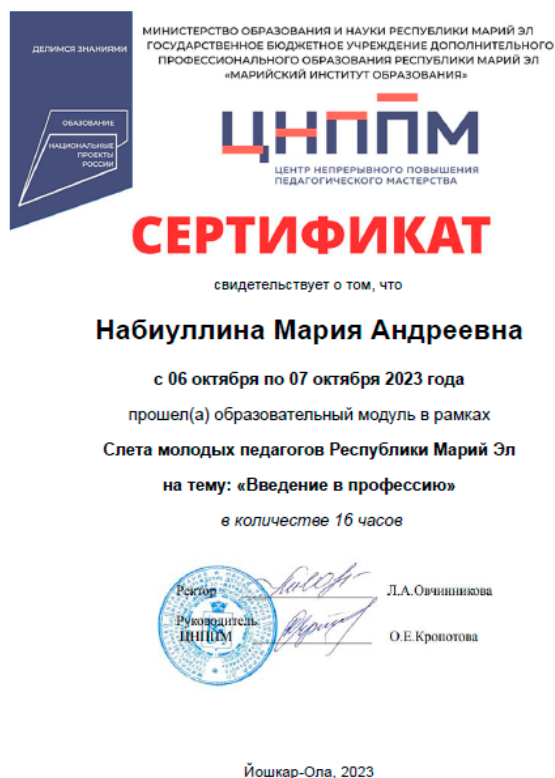 ДЕЛИМСЯ ЗНАНИЯМИ
МИНИСТЕРСТВО ОБРАЗОВАНИЯ И НАУКИ РЕСПУБЛИКИ МАРИЙ ЭЛ
ГОСУДАРСТВЕННОЕ БЮДЖЕТНОЕ УЧРЕЖДЕНИЕ ДОПОЛНИТЕЛЬНОГО
ПРОФЕССИОНАЛЬНОГО ОБРАЗОВАНИЯ РЕСПУБЛИКИ МАРИЙ ЭЛ
«МАРИЙСКИЙ ИНСТИТУТ ОБРАЗОВАНИЯ»
ОБАЗОВАНИЕ
НАЦИОНАЛЬНЫЕ
ПРОЕКТЫ
РОССИИ
ЦНППМ
ЦЕНТР НЕПРЕРЫВНОГО ПОВЫШЕНИЯ
ПЕДАГОГИЧЕСКОГО МАСТЕРСТВА
СЕРТИФИКАТ
свидетельствует о том, что
Набиуллина Мария Андреевна
с 06 октября по 07 октября 2023 года
прошел(а) образовательный модуль в рамках
Слета молодых педагогов Республики Марий Эл
на тему: «Введение в профессию»
в количестве 16 часов
Ректор Л.А.Овчинникова
Руководитель
ЦНППМ О.Е.Кропотова
Йошкар-Ола, 2023